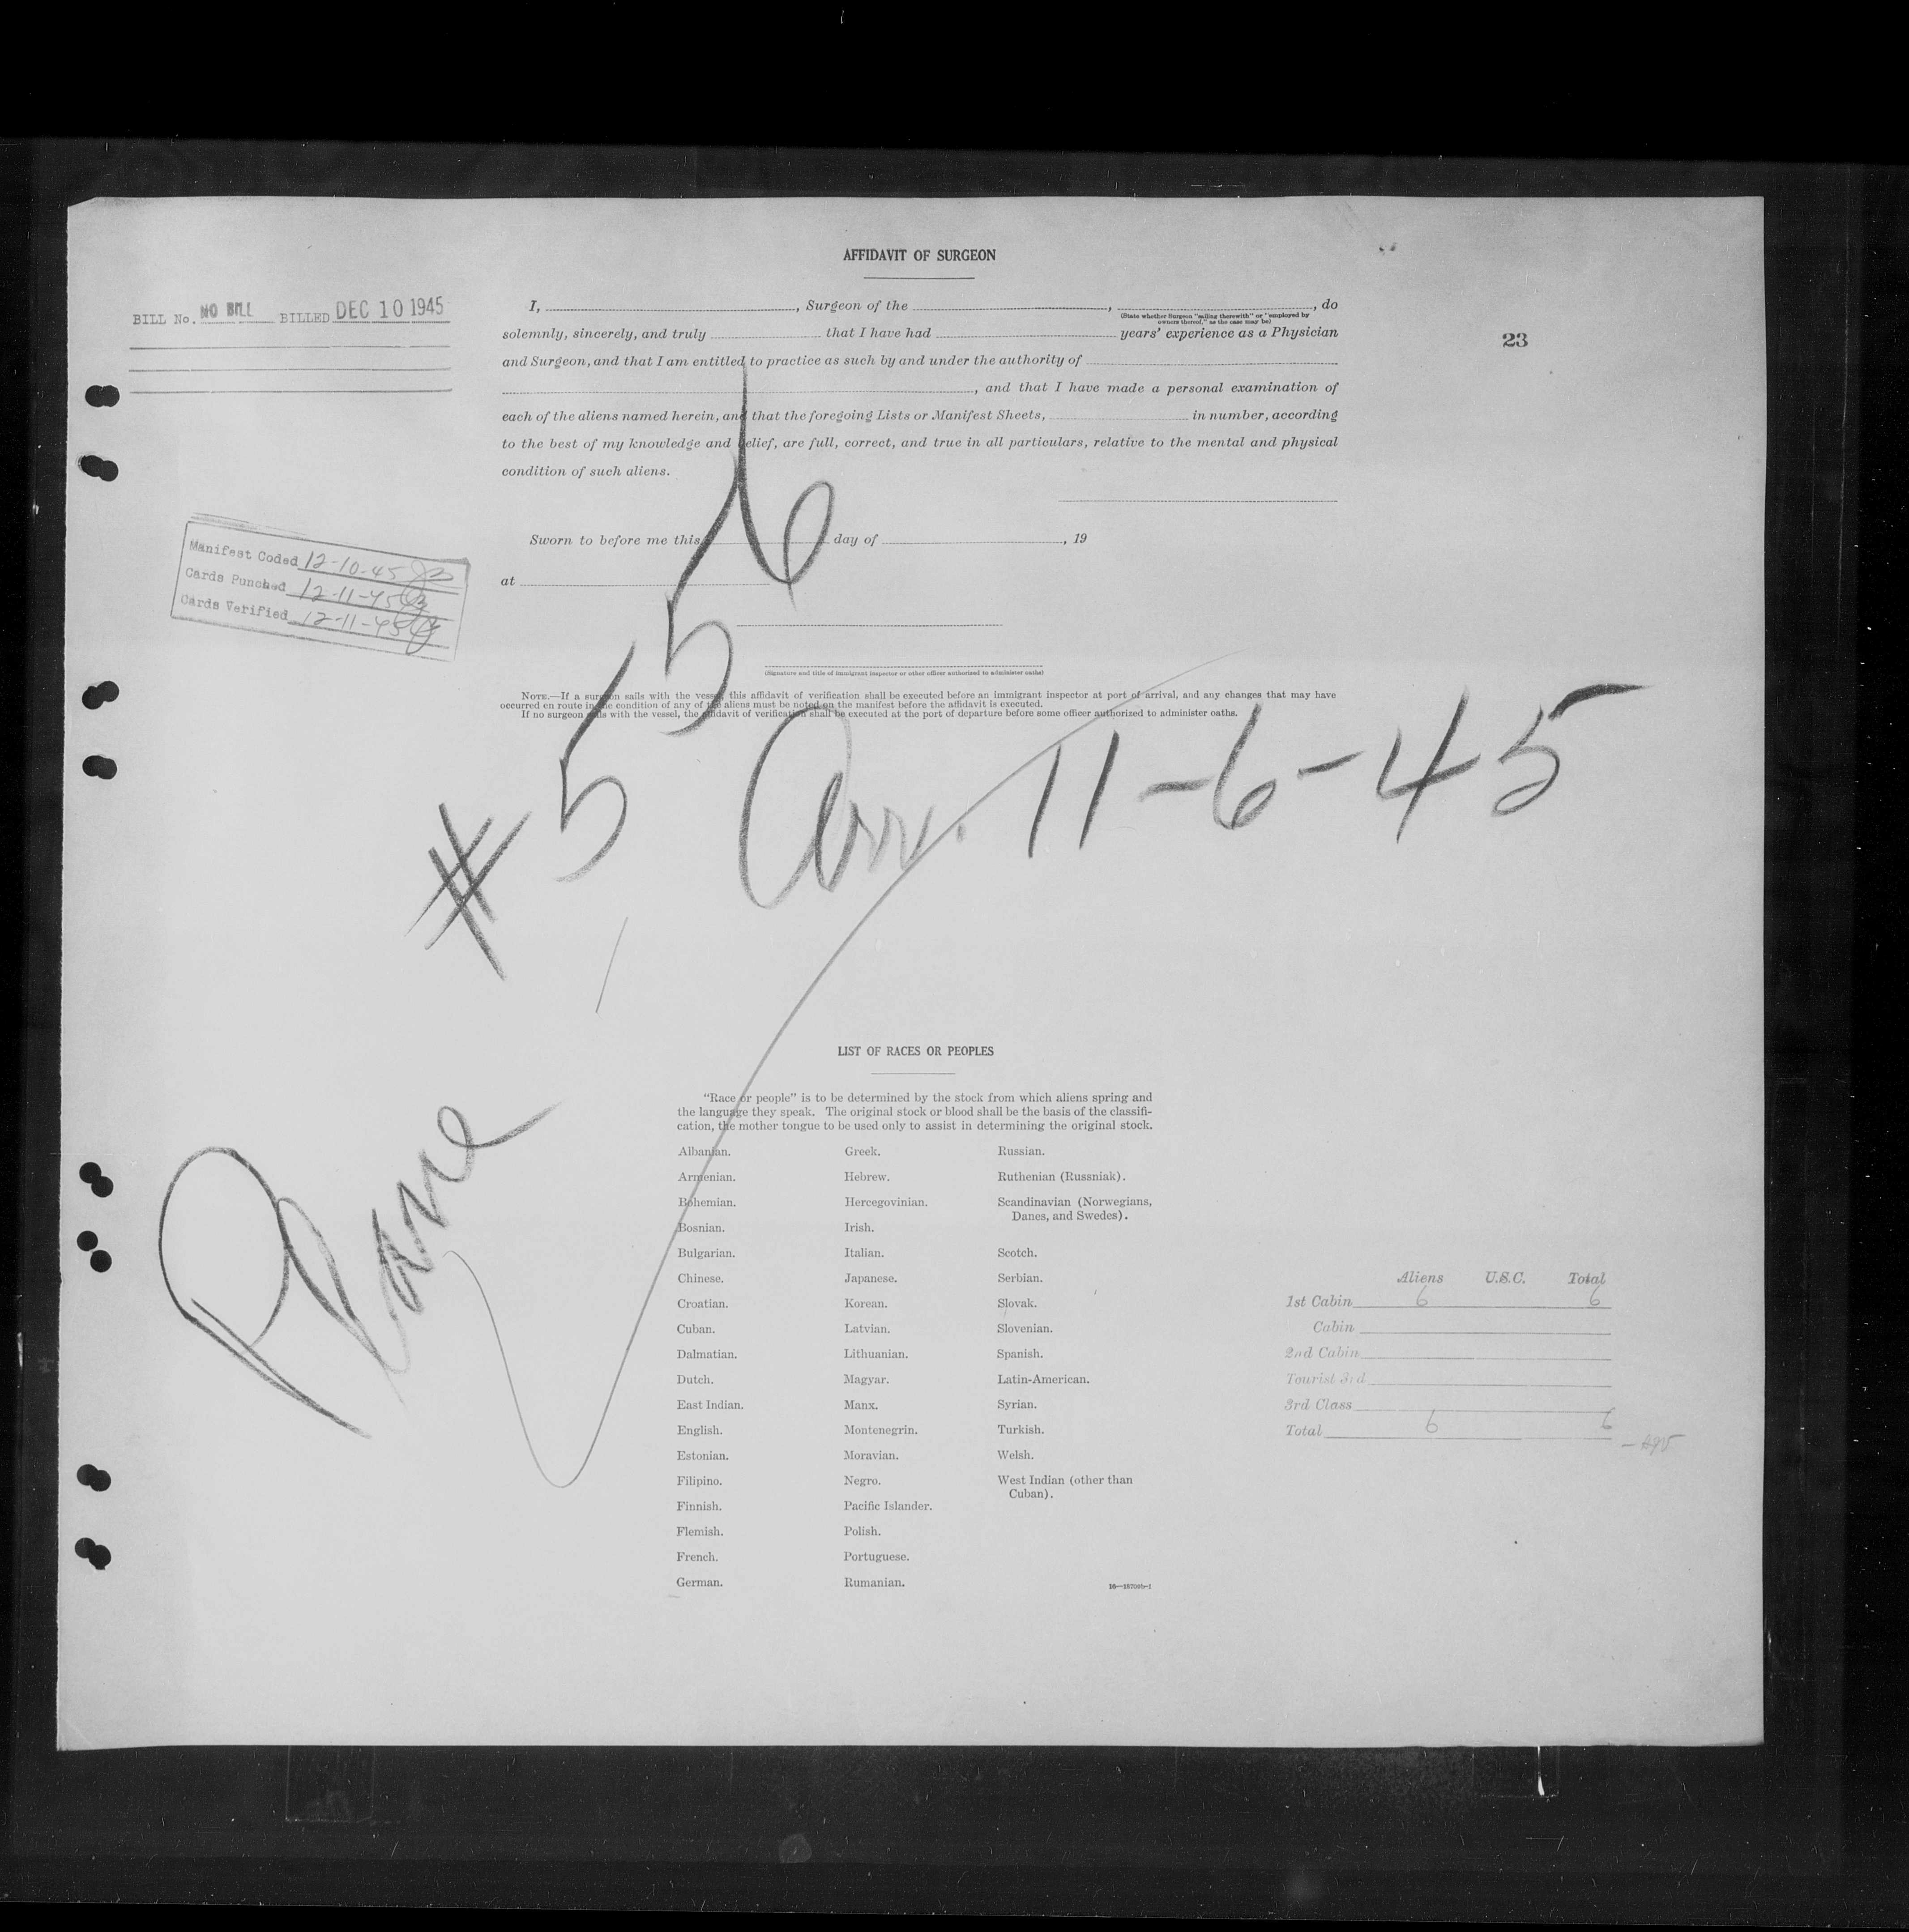 AFFIDAVIT OF SURGEON
BILL No. NO BILL BILLED DEC 10 1945
23
I, , Surgeon of the , , do
(State whether Surgeon "sailing therewith" or "employed by
owners thereof," as the case may be)
solemnly, sincerely, and truly that I have had years' experience as a Physician
and Surgeon, and that I am entitled to practice as such by and under the authority of
, and that I have made a personal examination of
each of the aliens named herein, and that the foregoing Lists or Manifest Sheets, in number, according
to the best of my knowledge and belief, are full, correct, and true in all particulars, relative to the mental and physical
condition of such aliens.
Sworn to before me this day of , 19
at
Manifest Coded 12-10-45
Cards Punched 12-11-45
Cards Verified 12-11-45
(Signature and title of immigrant inspector or other officer authorized to administer oaths)
NOTE.—If a surgeon sails with the vessel, this affidavit of verification shall be executed before an immigrant inspector at port of arrival, and any changes that may have
occurred en route in the condition of any of the aliens must be noted on the manifest before the affidavit is executed.
If no surgeon sails with the vessel, the affidavit of verification shall be executed at the port of departure before some officer authorized to administer oaths.
Plane #556
Arr. 11-6-45
LIST OF RACES OR PEOPLES
"Race or people" is to be determined by the stock from which aliens spring and
the language they speak. The original stock or blood shall be the basis of the classifi-
cation, the mother tongue to be used only to assist in determining the original stock.
Albanian. Greek. Russian.
Armenian. Hebrew. Ruthenian (Russniak).
Bohemian. Hercegovinian. Scandinavian (Norwegians,
Danes, and Swedes).
Bosnian. Irish.
Bulgarian. Italian. Scotch.
Chinese. Japanese. Serbian.
Croatian. Korean. Slovak.
Cuban. Latvian. Slovenian.
Dalmatian. Lithuanian. Spanish.
Dutch. Magyar. Latin-American.
East Indian. Manx. Syrian.
English. Montenegrin. Turkish.
Estonian. Moravian. Welsh.
Filipino. Negro. West Indian (other than
Cuban).
Finnish. Pacific Islander.
Flemish. Polish.
French. Portuguese.
German. Rumanian.
Aliens U.S.C. Total
1st Cabin 6 6
Cabin
2nd Cabin
Tourist 3rd
3rd Class
Total 6 6